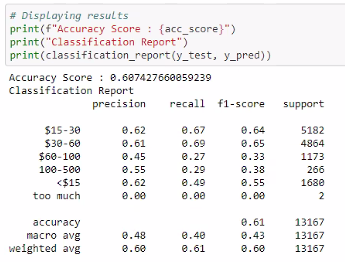 # Displaying results
print(f"Accuracy Score : {acc_score}")
print("Classification Report")
print(classification_report(y_test, y_pred))
Accuracy Score : 0.607427660059239
Classification Report
precision recall f1-score support
$15-30 0.62 0.67 0.64 5182
$30-60 0.61 0.69 0.65 4864
$60-100 0.45 0.27 0.33 1173
100-500 0.55 0.29 0.38 266
<$15 0.62 0.49 0.55 1680
too much 0.00 0.00 0.00 2
accuracy 0.61 13167
macro avg 0.48 0.40 0.43 13167
weighted avg 0.60 0.61 0.60 13167